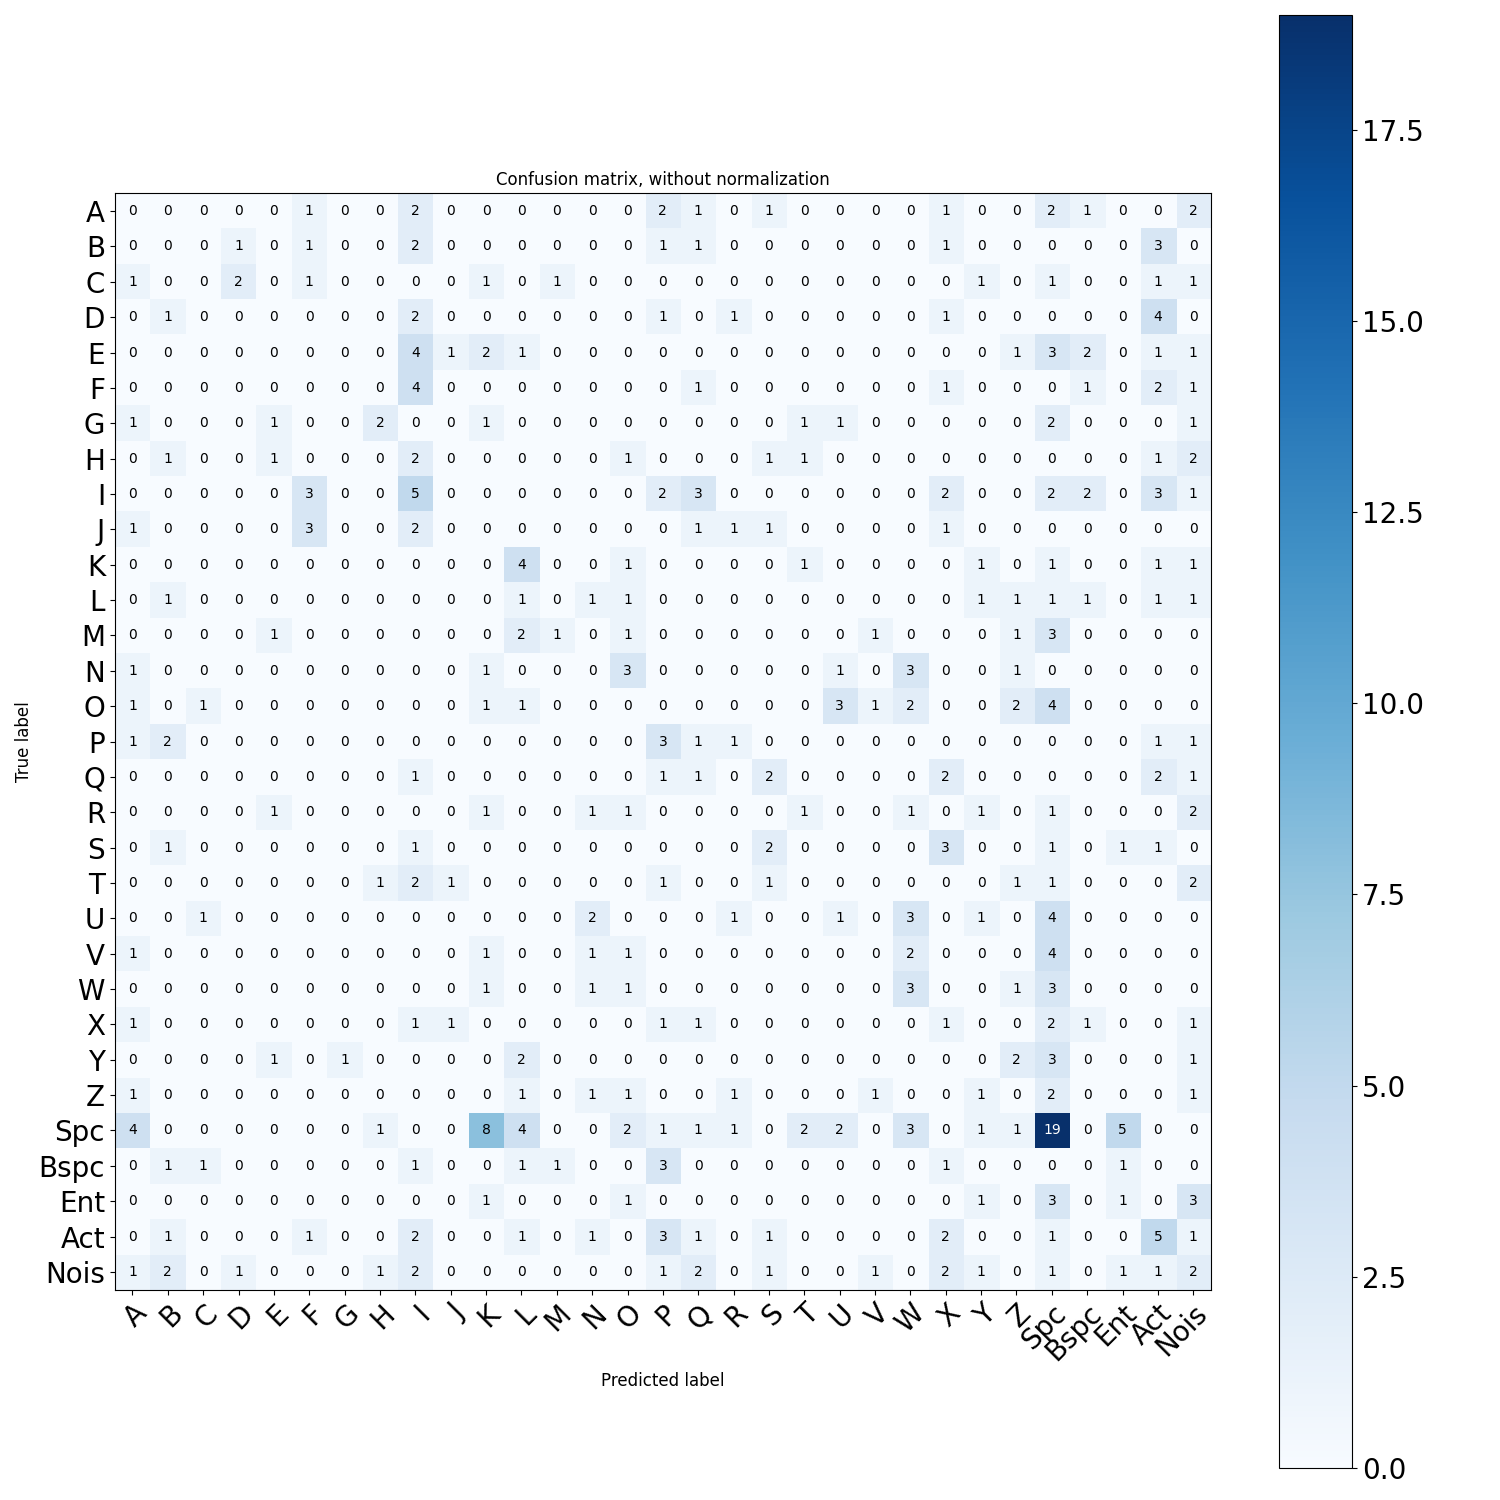 Confusion matrix, without normalization
A 0 0 0 0 0 1 0 0 2 0 0 0 0 0 0 2 1 0 1 0 0 0 0 1 0 0 2 1 0 0 2
B 0 0 0 1 0 1 0 0 2 0 0 0 0 0 0 1 1 0 0 0 0 0 0 1 0 0 0 0 0 3 0
C 1 0 0 2 0 1 0 0 0 0 1 0 1 0 0 0 0 0 0 0 0 0 0 0 1 0 1 0 0 1 1
D 0 1 0 0 0 0 0 0 2 0 0 0 0 0 0 1 0 1 0 0 0 0 0 1 0 0 0 0 0 4 0
E 0 0 0 0 0 0 0 0 4 1 2 1 0 0 0 0 0 0 0 0 0 0 0 0 0 1 3 2 0 1 1
F 0 0 0 0 0 0 0 0 4 0 0 0 0 0 0 0 1 0 0 0 0 0 0 1 0 0 0 1 0 2 1
G 1 0 0 0 1 0 0 2 0 0 1 0 0 0 0 0 0 0 0 1 1 0 0 0 0 0 2 0 0 0 1
H 0 1 0 0 1 0 0 0 2 0 0 0 0 0 1 0 0 0 1 1 0 0 0 0 0 0 0 0 0 1 2
I 0 0 0 0 0 3 0 0 5 0 0 0 0 0 0 2 3 0 0 0 0 0 0 2 0 0 2 2 0 3 1
J 1 0 0 0 0 3 0 0 2 0 0 0 0 0 0 0 1 1 1 0 0 0 0 1 0 0 0 0 0 0 0
K 0 0 0 0 0 0 0 0 0 0 0 4 0 0 1 0 0 0 0 1 0 0 0 0 1 0 1 0 0 1 1
L 0 1 0 0 0 0 0 0 0 0 0 1 0 1 1 0 0 0 0 0 0 0 0 0 1 1 1 1 0 1 1
M 0 0 0 0 1 0 0 0 0 0 0 2 1 0 1 0 0 0 0 0 0 1 0 0 0 1 3 0 0 0 0
N 1 0 0 0 0 0 0 0 0 0 1 0 0 0 3 0 0 0 0 0 1 0 3 0 0 1 0 0 0 0 0
O 1 0 1 0 0 0 0 0 0 0 1 1 0 0 0 0 0 0 0 0 3 1 2 0 0 2 4 0 0 0 0
P 1 2 0 0 0 0 0 0 0 0 0 0 0 0 0 3 1 1 0 0 0 0 0 0 0 0 0 0 0 1 1
Q 0 0 0 0 0 0 0 0 1 0 0 0 0 0 0 1 1 0 2 0 0 0 0 2 0 0 0 0 0 2 1
R 0 0 0 0 1 0 0 0 0 0 1 0 0 1 1 0 0 0 0 1 0 0 1 0 1 0 1 0 0 0 2
S 0 1 0 0 0 0 0 0 1 0 0 0 0 0 0 0 0 0 2 0 0 0 0 3 0 0 1 0 1 1 0
T 0 0 0 0 0 0 0 1 2 1 0 0 0 0 0 1 0 0 1 0 0 0 0 0 0 1 1 0 0 0 2
U 0 0 1 0 0 0 0 0 0 0 0 0 0 2 0 0 0 1 0 0 1 0 3 0 1 0 4 0 0 0 0
V 1 0 0 0 0 0 0 0 0 0 1 0 0 1 1 0 0 0 0 0 0 0 2 0 0 0 4 0 0 0 0
W 0 0 0 0 0 0 0 0 0 0 1 0 0 1 1 0 0 0 0 0 0 0 3 0 0 1 3 0 0 0 0
X 1 0 0 0 0 0 0 0 1 1 0 0 0 0 0 1 1 0 0 0 0 0 0 1 0 0 2 1 0 0 1
Y 0 0 0 0 1 0 1 0 0 0 0 2 0 0 0 0 0 0 0 0 0 0 0 0 0 2 3 0 0 0 1
Z 1 0 0 0 0 0 0 0 0 0 0 1 0 1 1 0 0 1 0 0 0 1 0 0 1 0 2 0 0 0 1
Spc 4 0 0 0 0 0 0 1 0 0 8 4 0 0 2 1 1 1 0 2 2 0 3 0 1 1 19 0 5 0 0
Bspc 0 1 1 0 0 0 0 0 1 0 0 1 1 0 0 3 0 0 0 0 0 0 0 1 0 0 0 0 1 0 0
Ent 0 0 0 0 0 0 0 0 0 0 1 0 0 0 1 0 0 0 0 0 0 0 0 0 1 0 3 0 1 0 3
Act 0 1 0 0 0 1 0 0 2 0 0 1 0 1 0 3 1 0 1 0 0 0 0 2 0 0 1 0 0 5 1
Nois 1 2 0 1 0 0 0 1 2 0 0 0 0 0 0 1 2 0 1 0 0 1 0 2 1 0 1 0 1 1 2
A B C D E F G H I J K L M N O P Q R S T U V W X Y Z Spc Bspc Ent Act Nois
Predicted label
True label
17.5
15.0
12.5
10.0
7.5
5.0
2.5
0.0